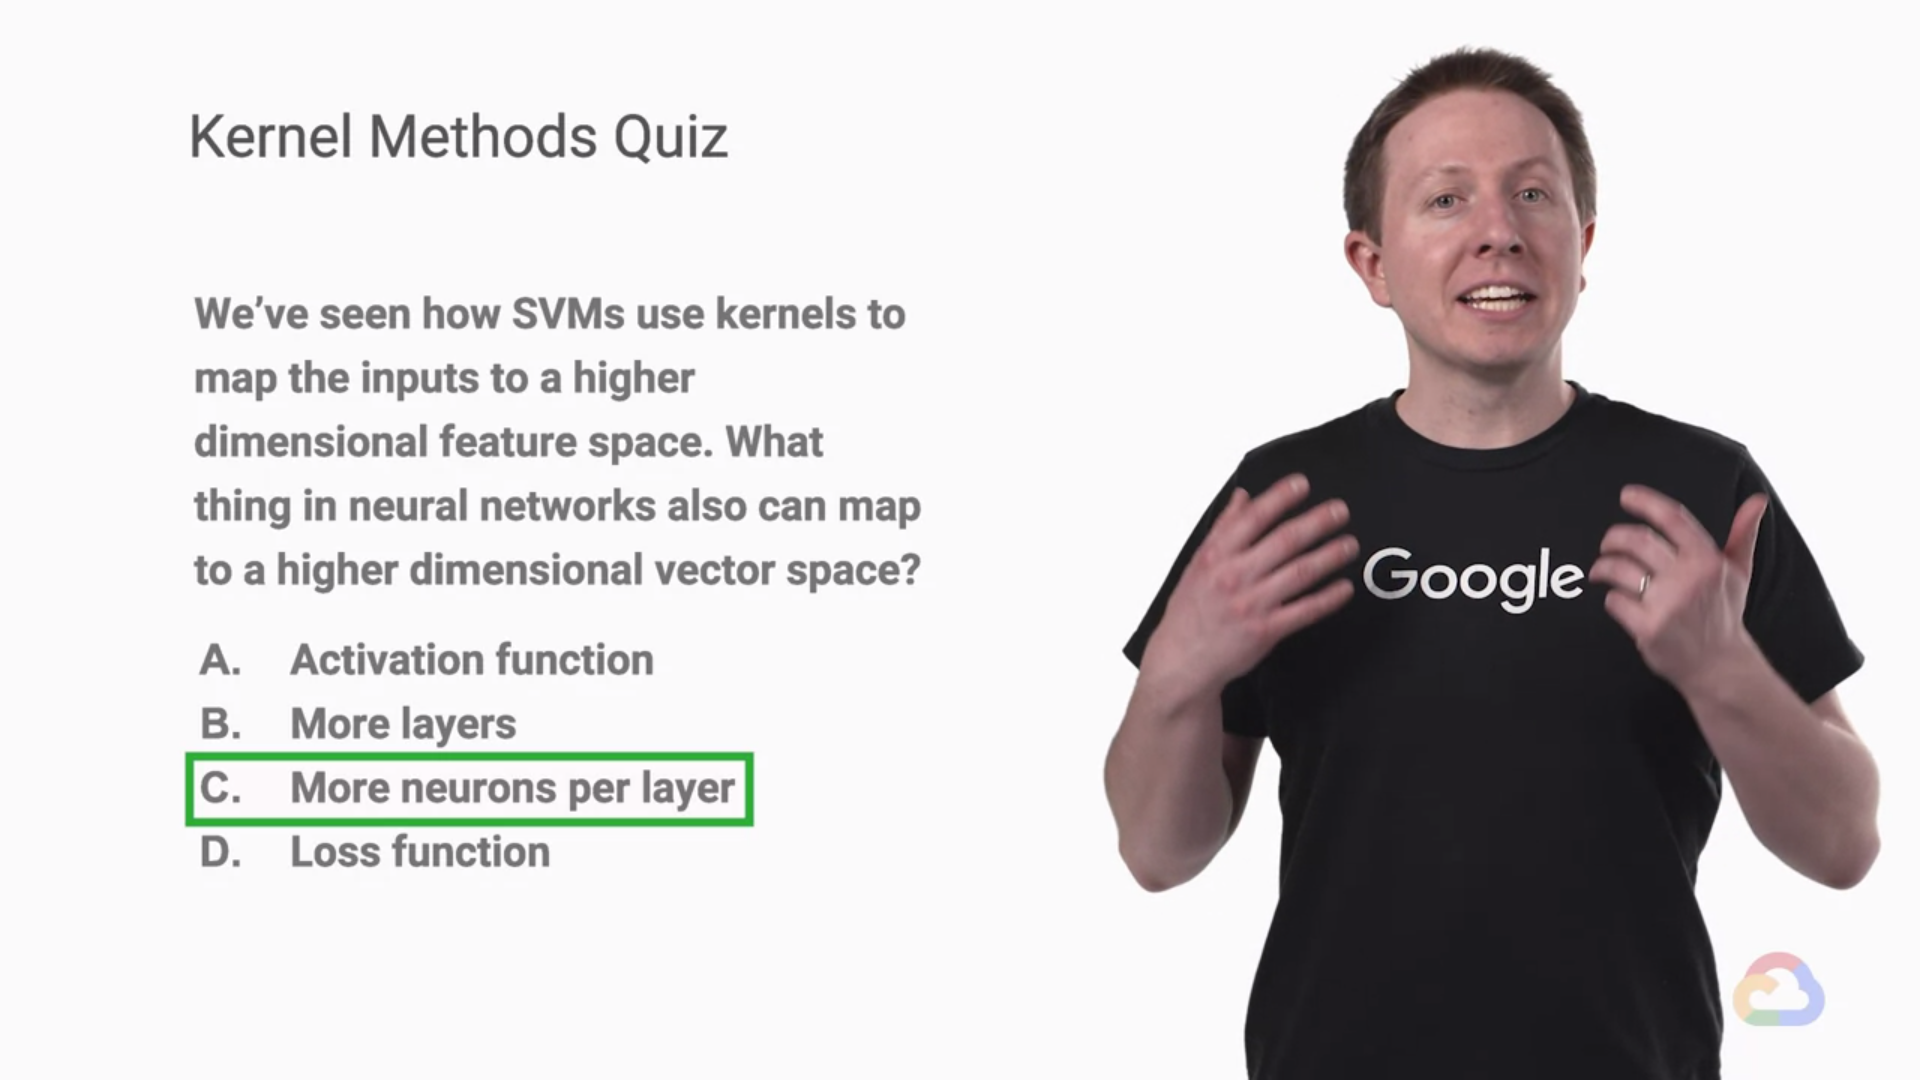 Kernel Methods Quiz
We’ve seen how SVMs use kernels to
map the inputs to a higher
dimensional feature space. What
thing in neural networks also can map
to a higher dimensional vector space?
A. Activation function
B. More layers
C. More neurons per layer
D. Loss function
Google